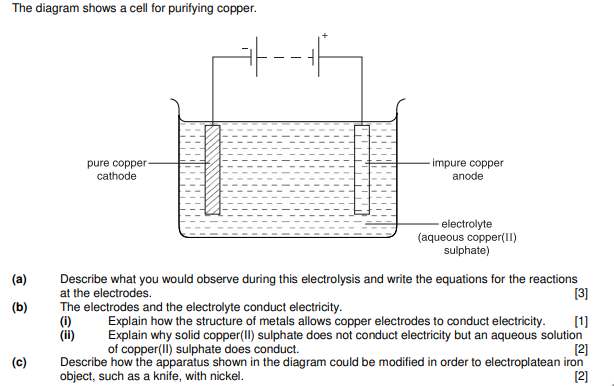 The diagram shows a cell for purifying copper.
- +
pure copper cathode
impure copper anode
electrolyte (aqueous copper(II) sulphate)
(a) Describe what you would observe during this electrolysis and write the equations for the reactions
at the electrodes. [3]
(b) The electrodes and the electrolyte conduct electricity.
(i) Explain how the structure of metals allows copper electrodes to conduct electricity. [1]
(ii) Explain why solid copper(II) sulphate does not conduct electricity but an aqueous solution
of copper(II) sulphate does conduct. [2]
(c) Describe how the apparatus shown in the diagram could be modified in order to electroplatean iron
object, such as a knife, with nickel. [2]